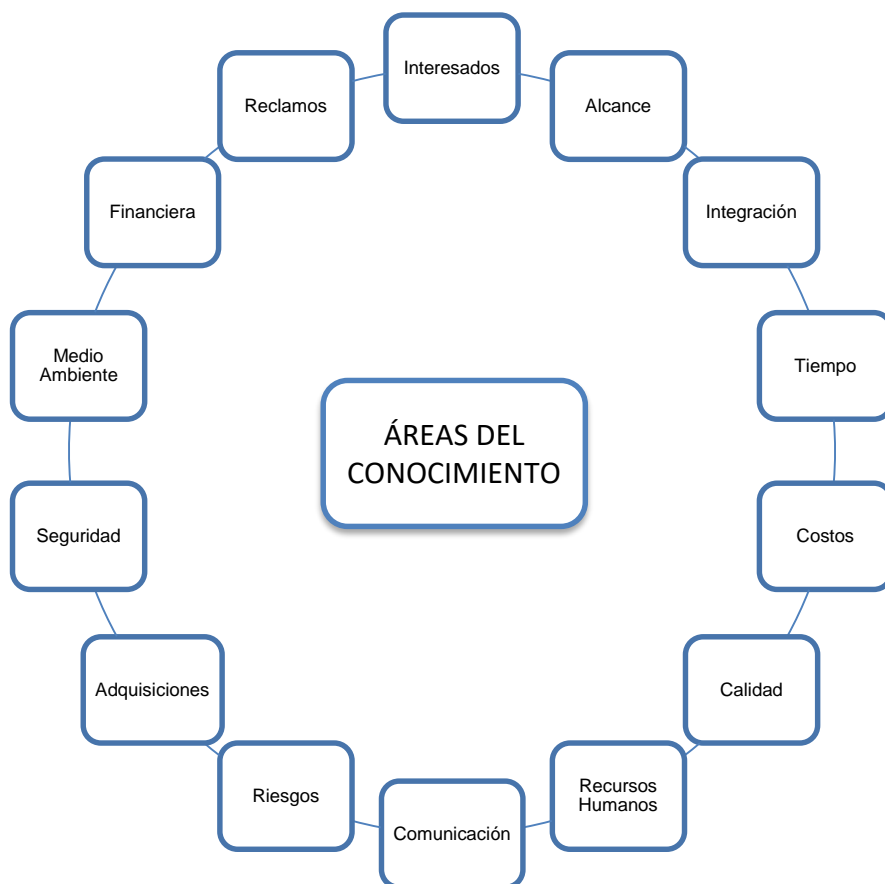 Interesados
Alcance
Integración
Tiempo
Costos
Calidad
Recursos
Humanos
Comunicación
Riesgos
Adquisiciones
Seguridad
Medio
Ambiente
Financiera
Reclamos
ÁREAS DEL
CONOCIMIENTO